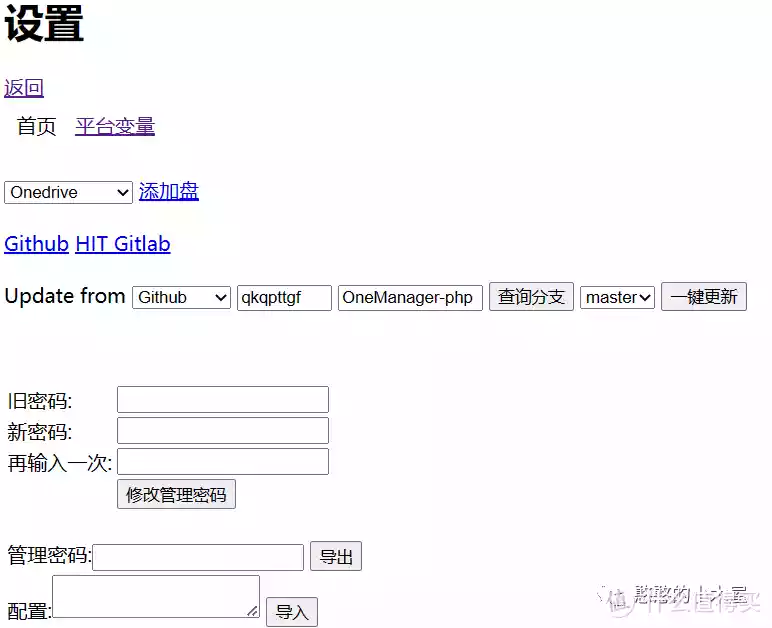 设置
返回
首页 平台变量
Onedrive 添加盘
Github HIT Gitlab
Update from Github qkqpttgf OneManager-php 查询分支 master 一键更新
旧密码:
新密码:
再输入一次:
修改管理密码
管理密码: 导出
配置: 导入
值 什么值得买